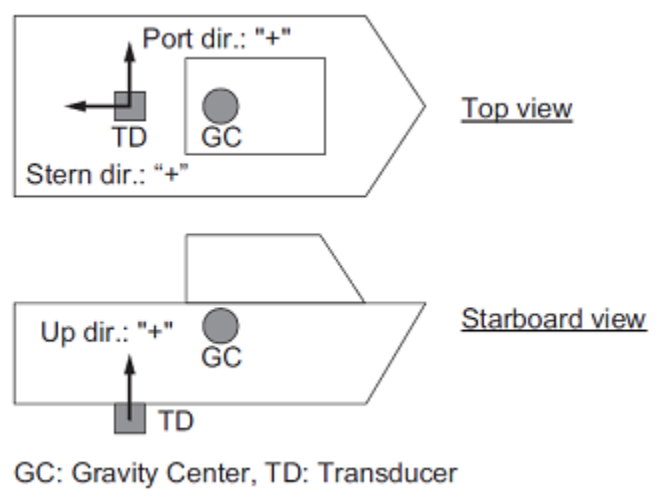 Port dir.: "+"
TD
GC
Top view
Stern dir.: “+”
Up dir.: "+"
GC
Starboard view
TD
GC: Gravity Center, TD: Transducer